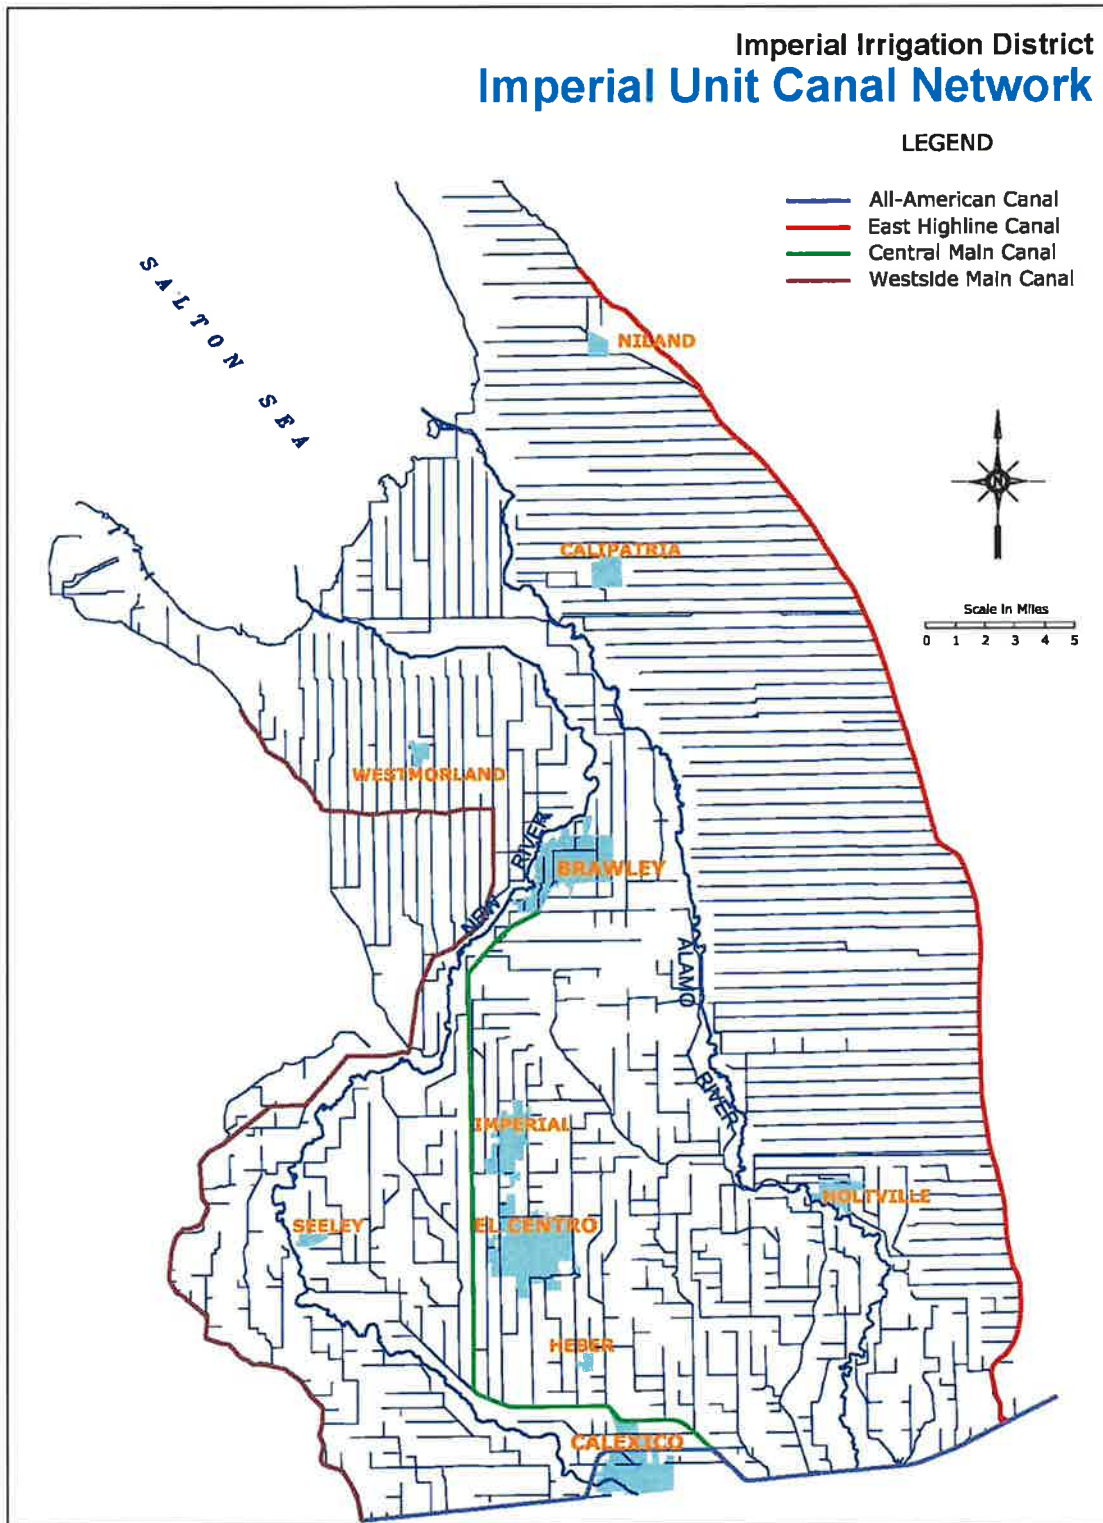 Imperial Irrigation District
Imperial Unit Canal Network
LEGEND
All-American Canal
East Highline Canal
Central Main Canal
Westside Main Canal
SALTON SEA
NILAND
N
CALIPATRIA
Scale In Miles
0 1 2 3 4 5
WESTMORLAND
NEW RIVER
BRAWLEY
ALAMO RIVER
IMPERIAL
HOLTVILLE
SEELEY
EL CENTRO
HEBER
CALEXICO